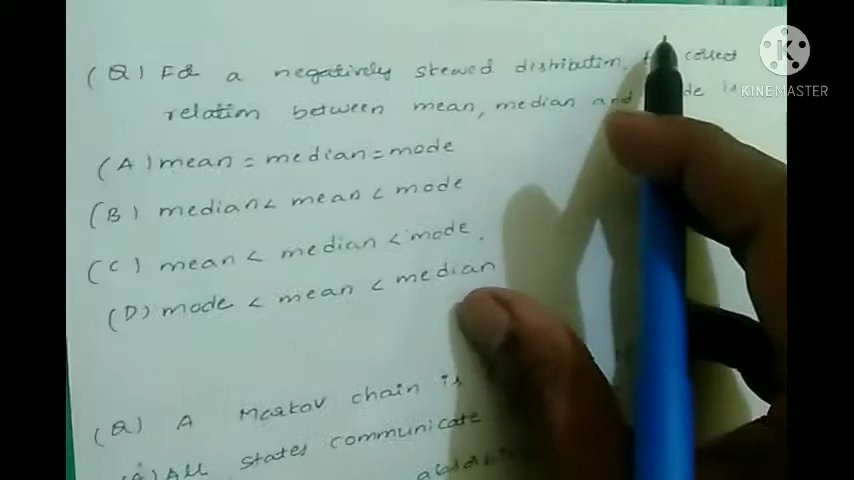 (Q) For a negatively skewed distribution, correct
relation between mean, median and is
(A) mean = median = mode
(B) median < mean < mode
(C) mean < median < mode.
(D) mode < mean < median
(Q) A Markov chain is
(A) All states communicate
KINEMASTER